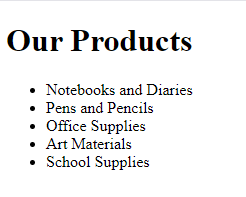 Our Products
Notebooks and Diaries
Pens and Pencils
Office Supplies
Art Materials
School Supplies